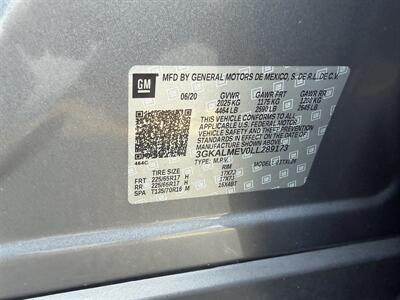 GM
MFD BY GENERAL MOTORS DE MEXICO, S. DE R.L. DE C.V.
06/20 GVWR GAWR FRT GAWR RR
2025 KG 1175 KG 1200 KG
4464 LB 2590 LB 2645 LB
THIS VEHICLE CONFORMS TO ALL
APPLICABLE U.S. FEDERAL MOTOR
VEHICLE SAFETY AND THEFT
PREVENTION STANDARDS IN EFFECT ON
THE DATE OF MANUFACTURE SHOWN ABOVE.
3GKALMEV0LL289173
464C TYPE: M.P.V. MODEL:
TIRE SIZE RIM
FRT 225/65R17 H 17X7J
RR 225/65R17 H 17X7J
SPA T135/70R16 M 16X4BT